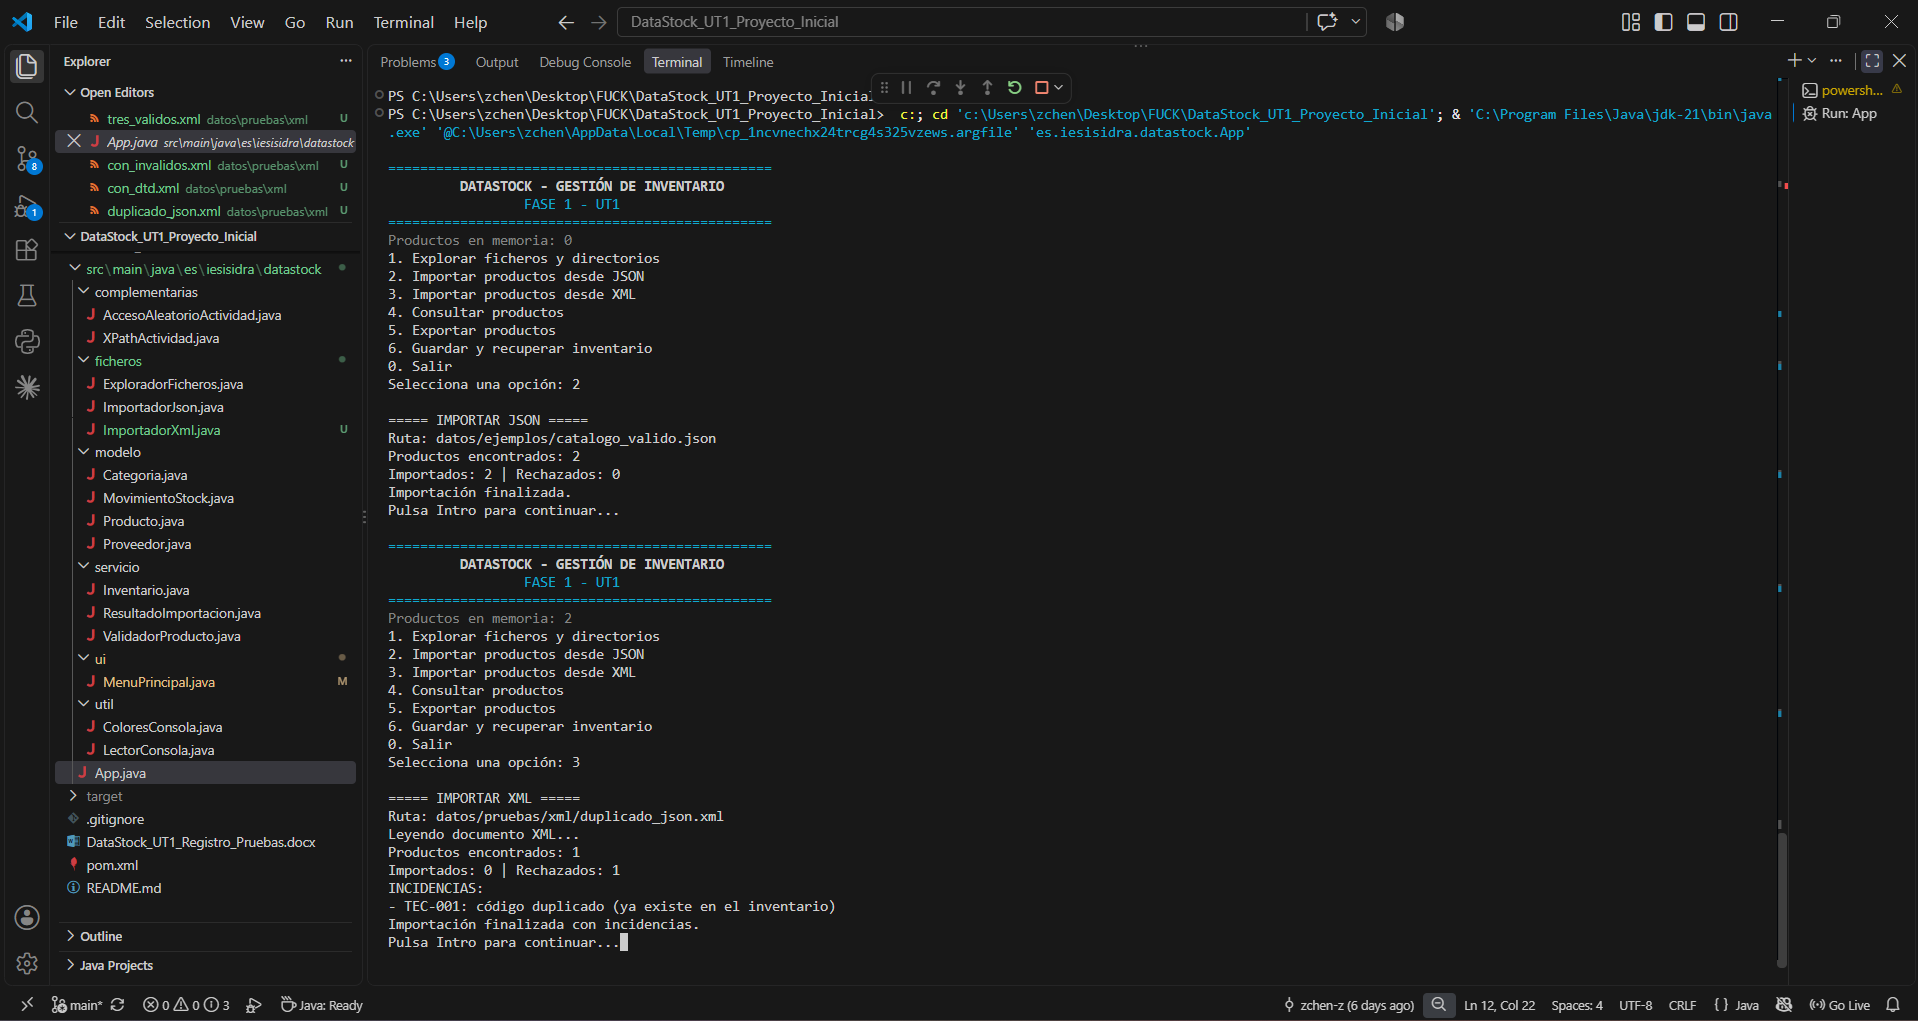 File Edit Selection View Go Run Terminal Help
DataStock_UT1_Proyecto_Inicial
Explorer
Open Editors
tres_validos.xml datos\pruebas\xml U
App.java src\main\java\es\iesisidra\datastock
con_invalidos.xml datos\pruebas\xml U
con_dtd.xml datos\pruebas\xml U
duplicado_json.xml datos\pruebas\xml U
DataStock_UT1_Proyecto_Inicial
src\main\java\es\iesisidra\datastock
complementarias
AccesoAleatorioActividad.java
XPathActividad.java
ficheros
ExploradorFicheros.java
ImportadorJson.java
ImportadorXml.java U
modelo
Categoria.java
MovimientoStock.java
Producto.java
Proveedor.java
servicio
Inventario.java
ResultadoImportacion.java
ValidadorProducto.java
ui
MenuPrincipal.java M
util
ColoresConsola.java
LectorConsola.java
App.java
target
.gitignore
DataStock_UT1_Registro_Pruebas.docx
pom.xml
README.md
Outline
Java Projects
8
1
Problems 3 Output Debug Console Terminal Timeline
PS C:\Users\zchen\Desktop\FUCK\DataStock_UT1_Proyecto_Inicial
PS C:\Users\zchen\Desktop\FUCK\DataStock_UT1_Proyecto_Inicial>  c:; cd 'c:\Users\zchen\Desktop\FUCK\DataStock_UT1_Proyecto_Inicial'; & 'C:\Program Files\Java\jdk-21\bin\java
.exe' '@C:\Users\zchen\AppData\Local\Temp\cp_1ncvnechx24trcg4s325vzews.argfile' 'es.iesisidra.datastock.App'
================================================
DATASTOCK - GESTIÓN DE INVENTARIO
FASE 1 - UT1
================================================
Productos en memoria: 0
1. Explorar ficheros y directorios
2. Importar productos desde JSON
3. Importar productos desde XML
4. Consultar productos
5. Exportar productos
6. Guardar y recuperar inventario
0. Salir
Selecciona una opción: 2
===== IMPORTAR JSON =====
Ruta: datos/ejemplos/catalogo_valido.json
Productos encontrados: 2
Importados: 2 | Rechazados: 0
Importación finalizada.
Pulsa Intro para continuar...
================================================
DATASTOCK - GESTIÓN DE INVENTARIO
FASE 1 - UT1
================================================
Productos en memoria: 2
1. Explorar ficheros y directorios
2. Importar productos desde JSON
3. Importar productos desde XML
4. Consultar productos
5. Exportar productos
6. Guardar y recuperar inventario
0. Salir
Selecciona una opción: 3
===== IMPORTAR XML =====
Ruta: datos/pruebas/xml/duplicado_json.xml
Leyendo documento XML...
Productos encontrados: 1
Importados: 0 | Rechazados: 1
INCIDENCIAS:
- TEC-001: código duplicado (ya existe en el inventario)
Importación finalizada con incidencias.
Pulsa Intro para continuar...
powersh...
Run: App
main* 0 0 3 Java: Ready
zchen-z (6 days ago) Ln 12, Col 22 Spaces: 4 UTF-8 CRLF {} Java Go Live